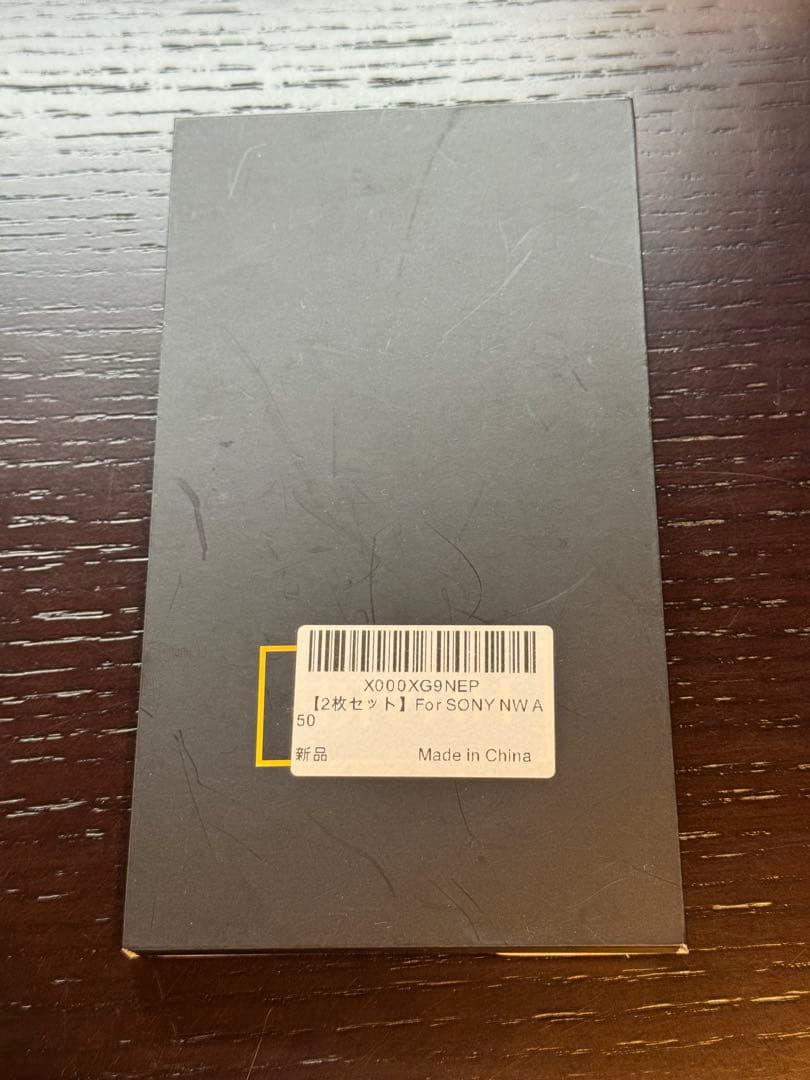 X000XG9NEP
【2枚セット】For SONY NW A
50
新品 Made in China